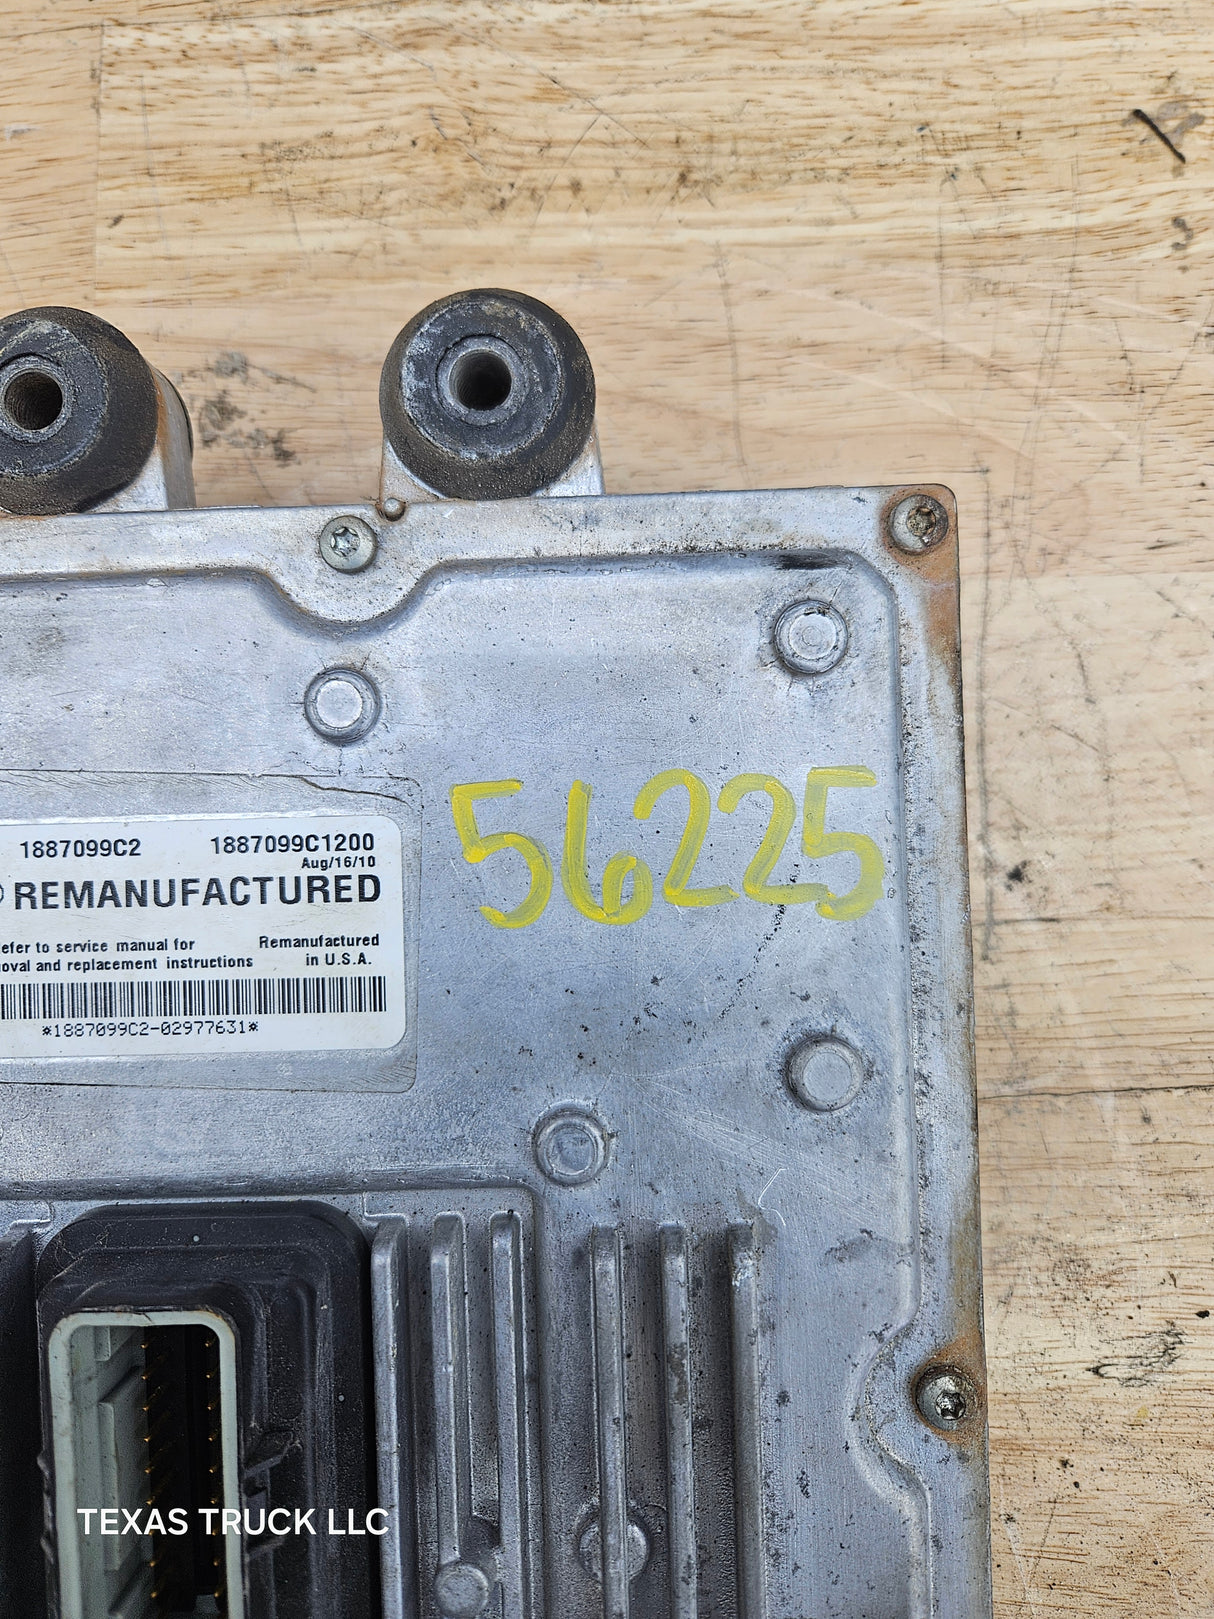 56225
1887099C2 1887099C1200
Aug/16/10
REMANUFACTURED
efer to service manual for Remanufactured
and replacement instructions in U.S.A.
*1887099C2-02977631*
TEXAS TRUCK LLC